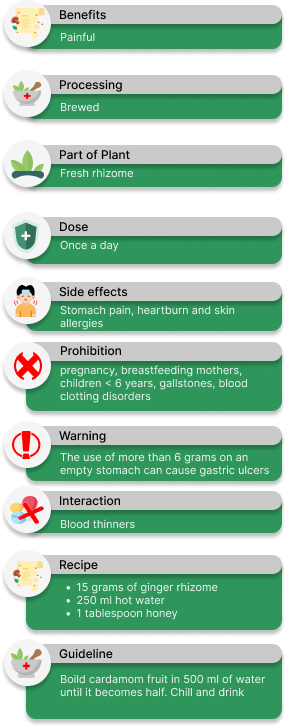 Benefits
Painful
Processing
Brewed
Part of Plant
Fresh rhizome
Dose
Once a day
Side effects
Stomach pain, heartburn and skin
allergies
Prohibition
pregnancy, breastfeeding mothers,
children < 6 years, gallstones, blood
clotting disorders
Warning
The use of more than 6 grams on an
empty stomach can cause gastric ulcers
Interaction
Blood thinners
Recipe
• 15 grams of ginger rhizome
• 250 ml hot water
• 1 tablespoon honey
Guideline
Boild cardamom fruit in 500 ml of water
until it becomes half. Chill and drink